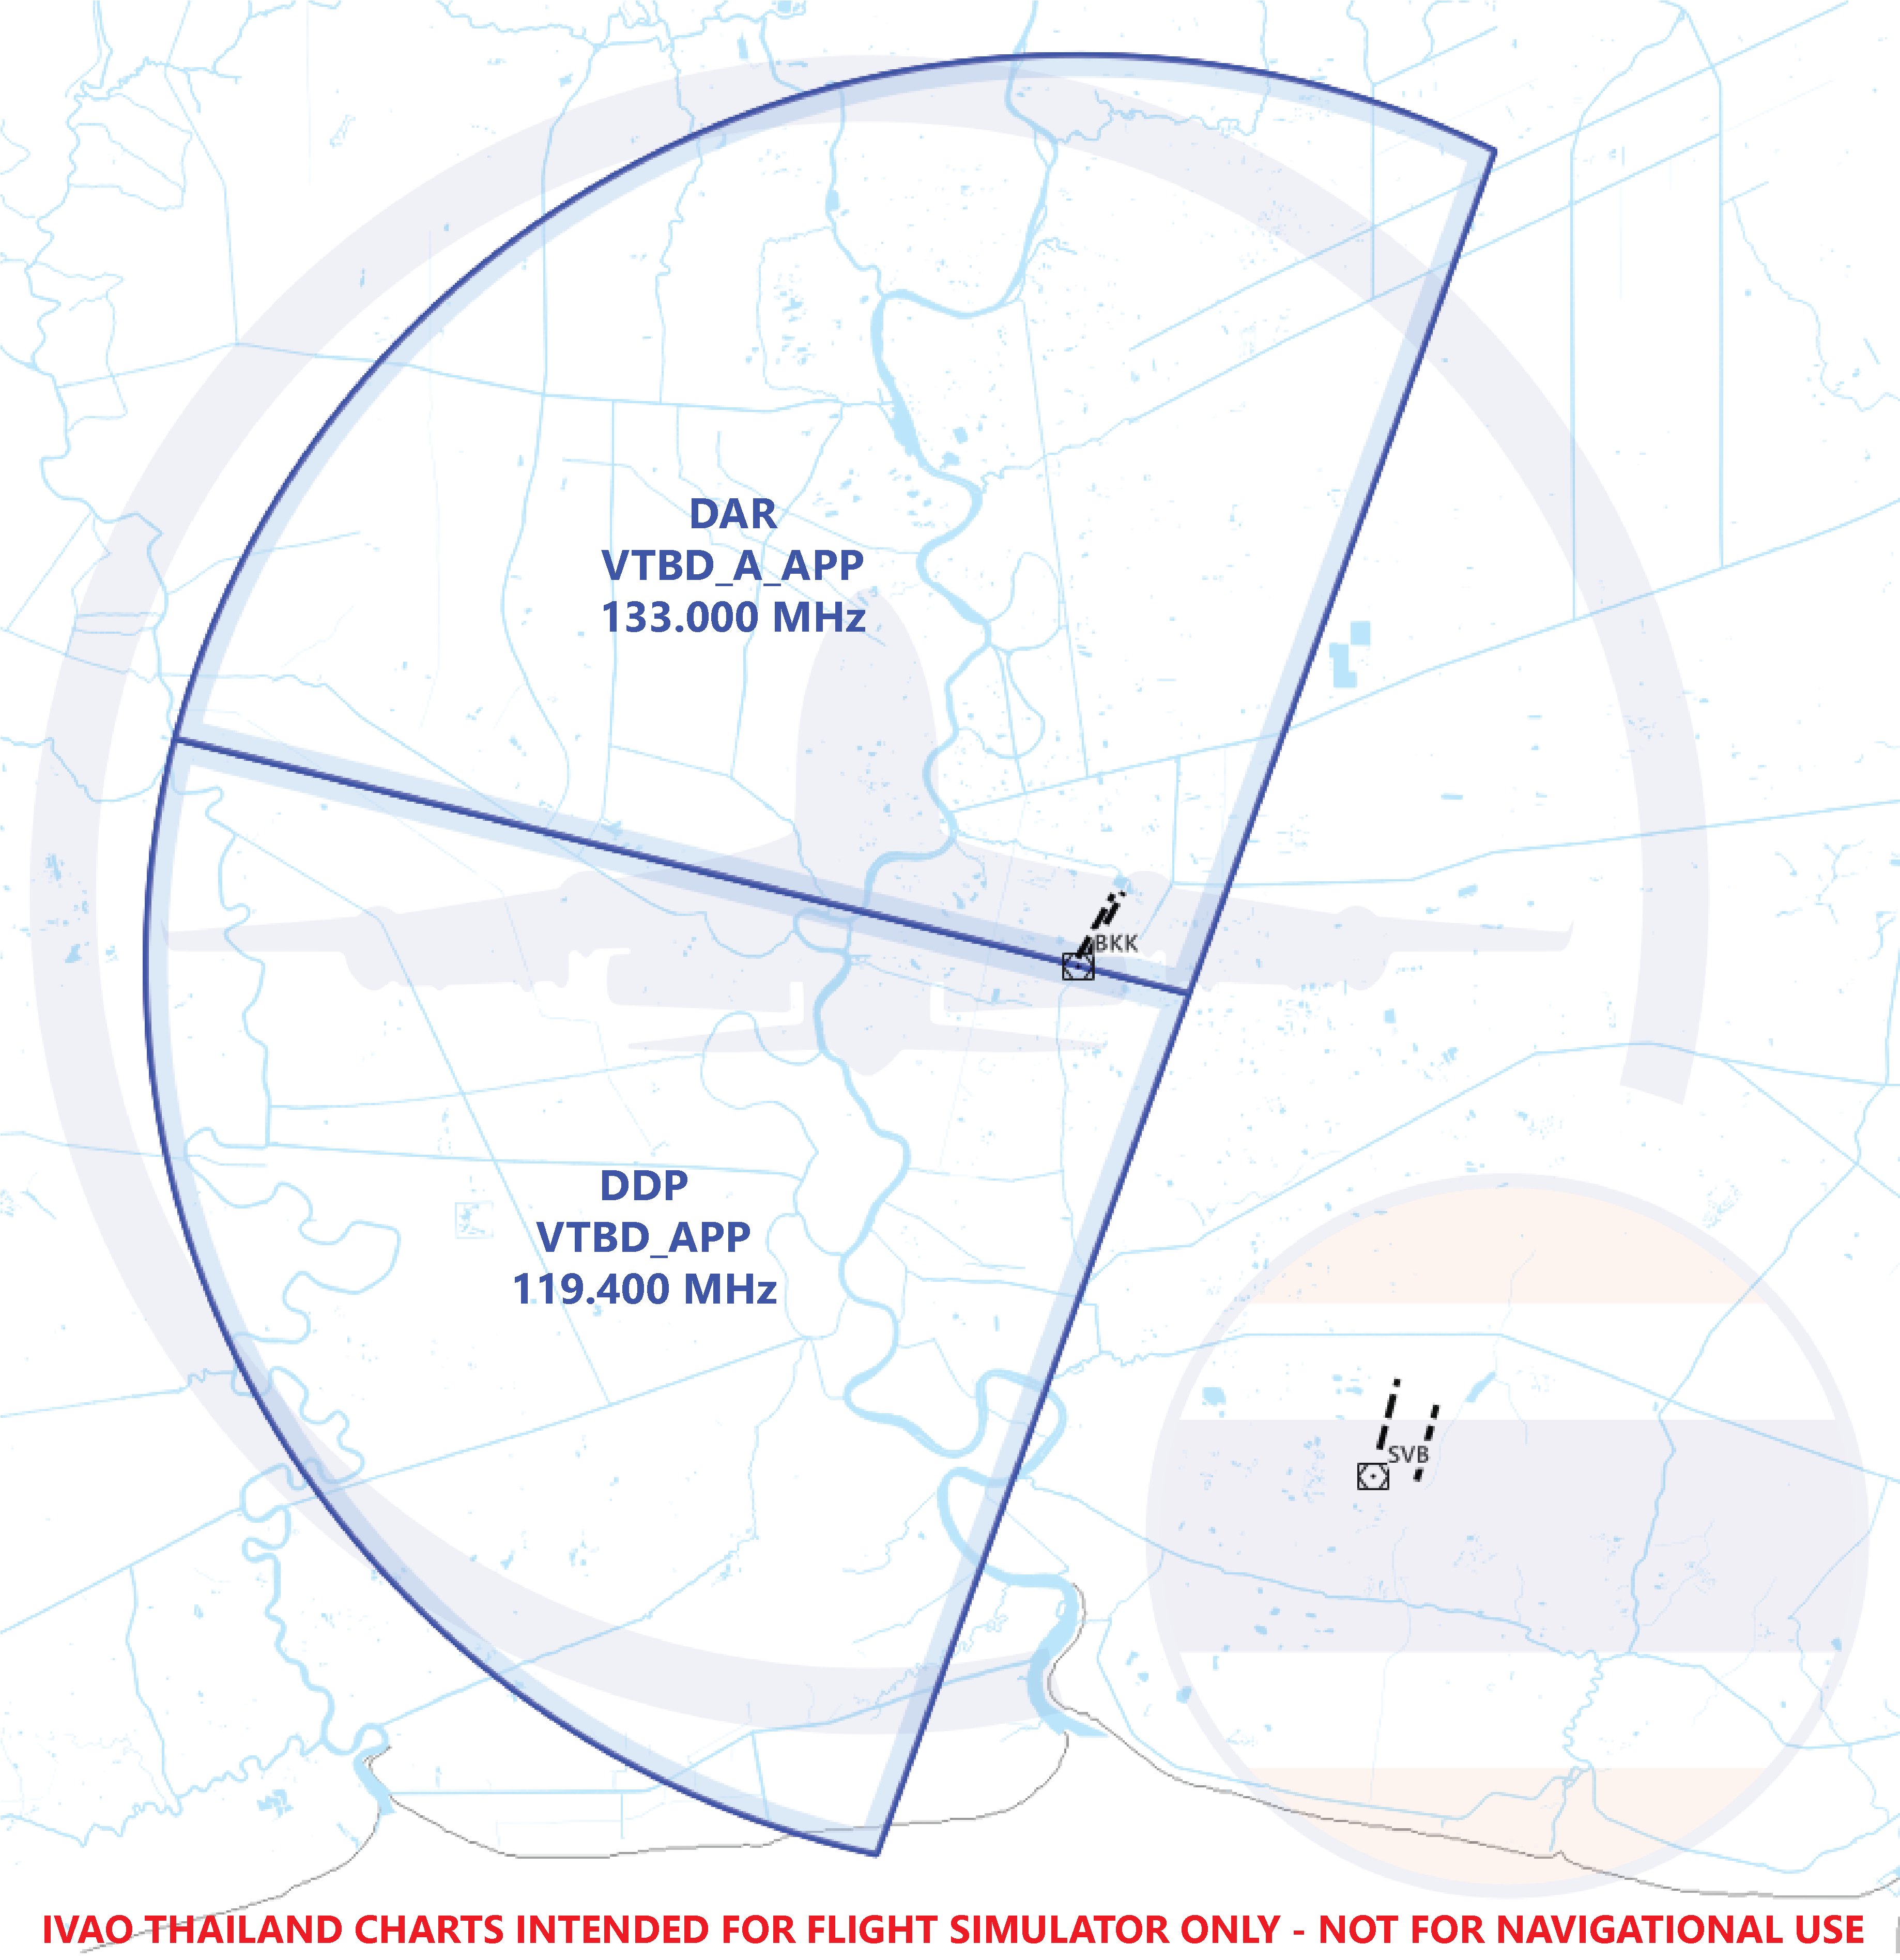 DAR
VTBD_A_APP
133.000 MHz
BKK
DDP
VTBD_APP
119.400 MHz
SVB
IVAO THAILAND CHARTS INTENDED FOR FLIGHT SIMULATOR ONLY - NOT FOR NAVIGATIONAL USE